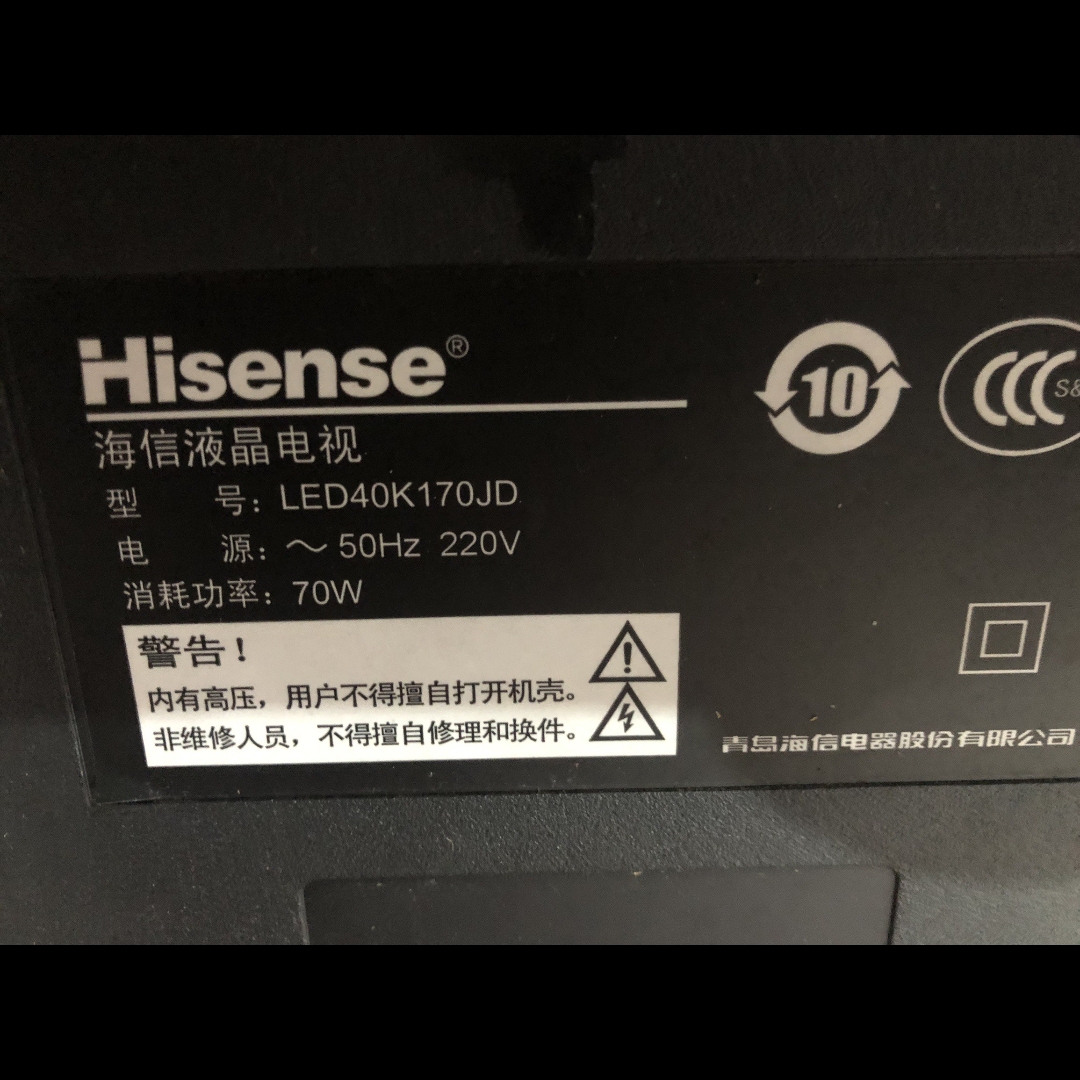 Hisense®
海信液晶电视
型 号：LED40K170JD
电 源：～50Hz 220V
消耗功率：70W
警告！
内有高压，用户不得擅自打开机壳。
非维修人员，不得擅自修理和换件。
10
CCC S&
青岛海信电器股份有限公司